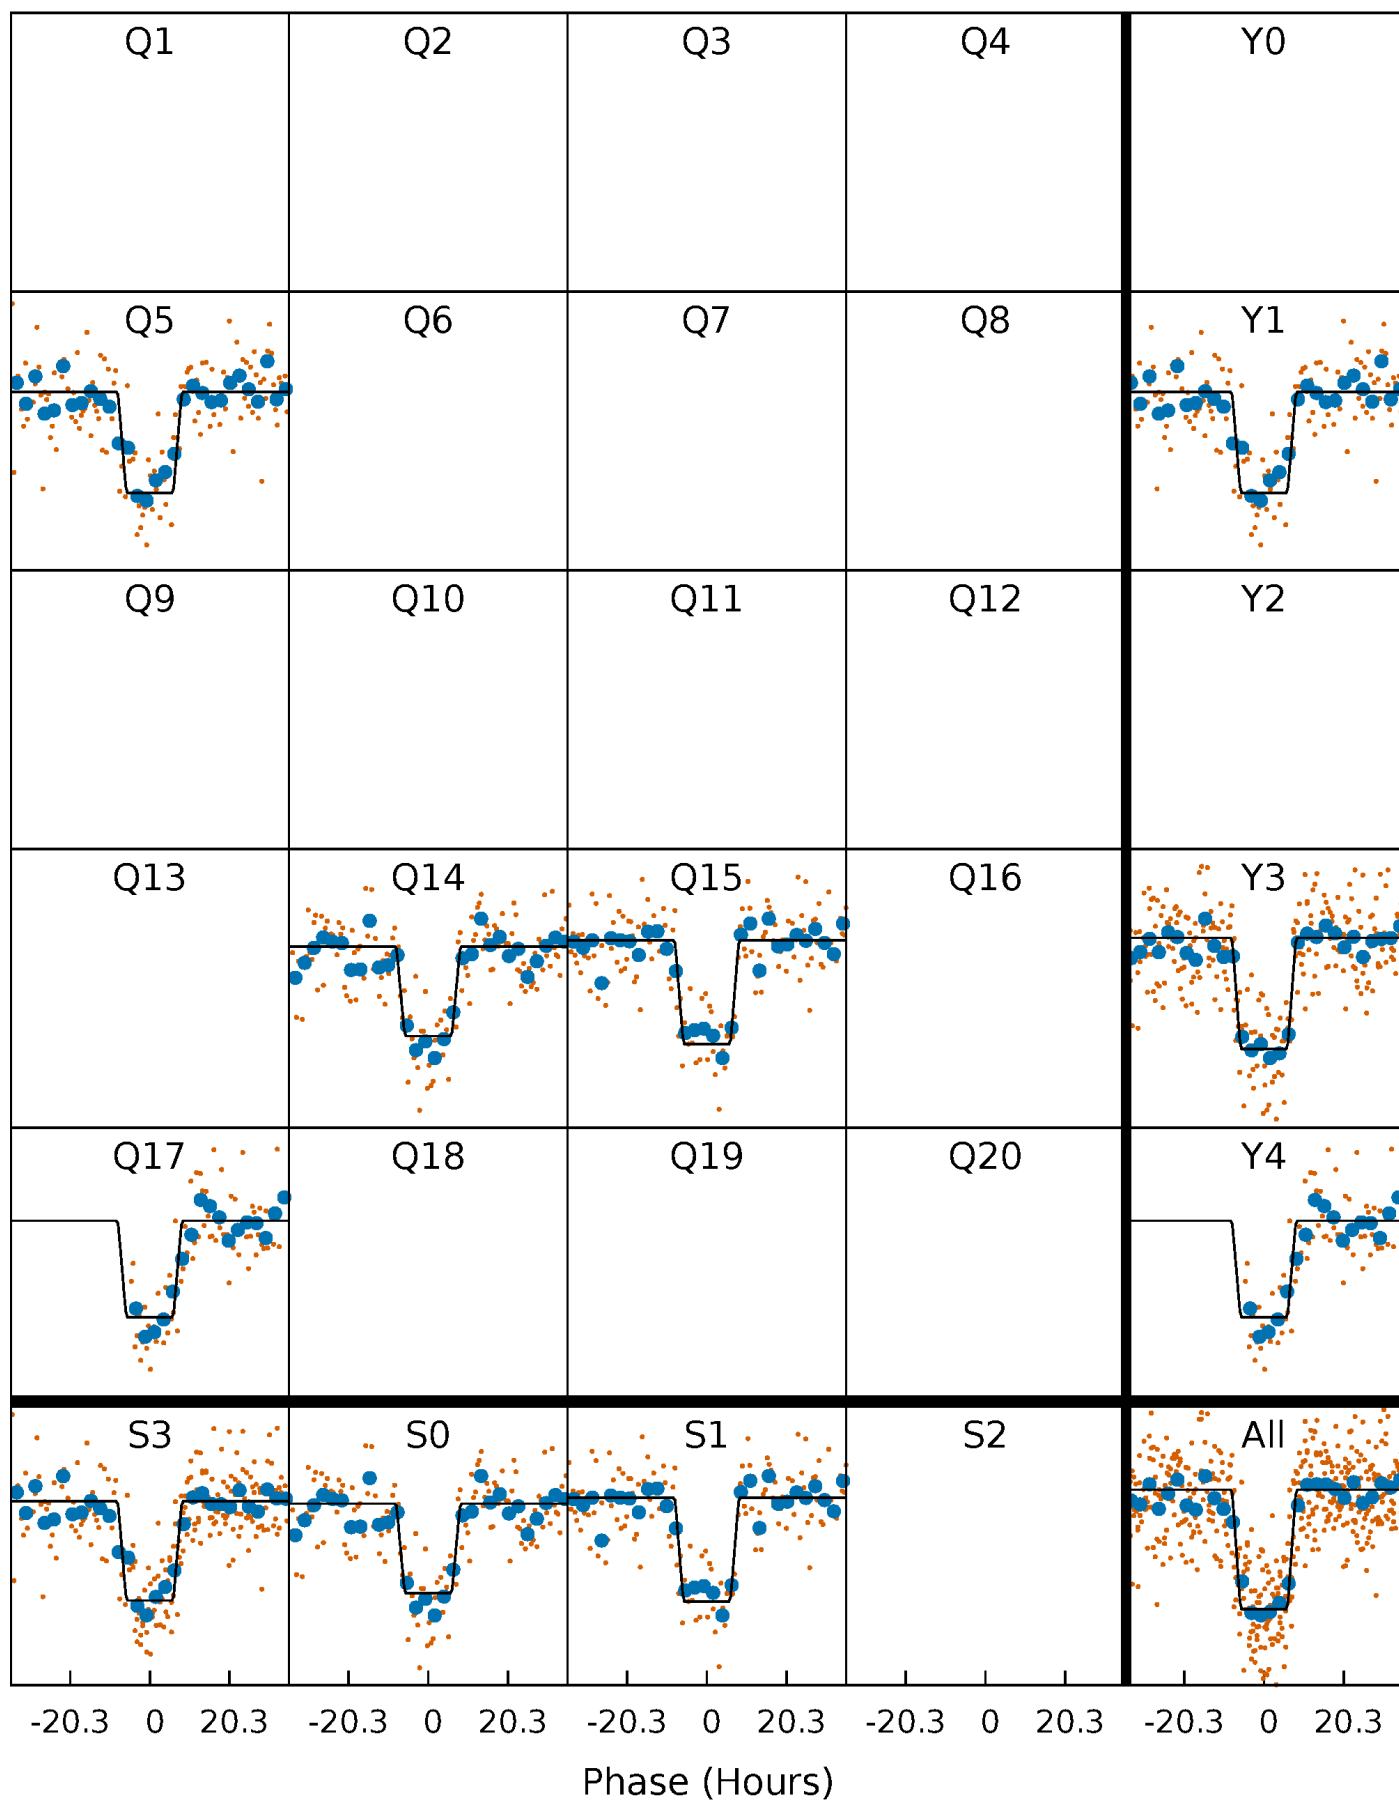 Q1 Q2 Q3 Q4 Y0
Q5 Q6 Q7 Q8 Y1
Q9 Q10 Q11 Q12 Y2
Q13 Q14 Q15 Q16 Y3
Q17 Q18 Q19 Q20 Y4
S3 S0 S1 S2 All
-20.3 0 20.3 -20.3 0 20.3 -20.3 0 20.3 -20.3 0 20.3 -20.3 0 20.3
Phase (Hours)